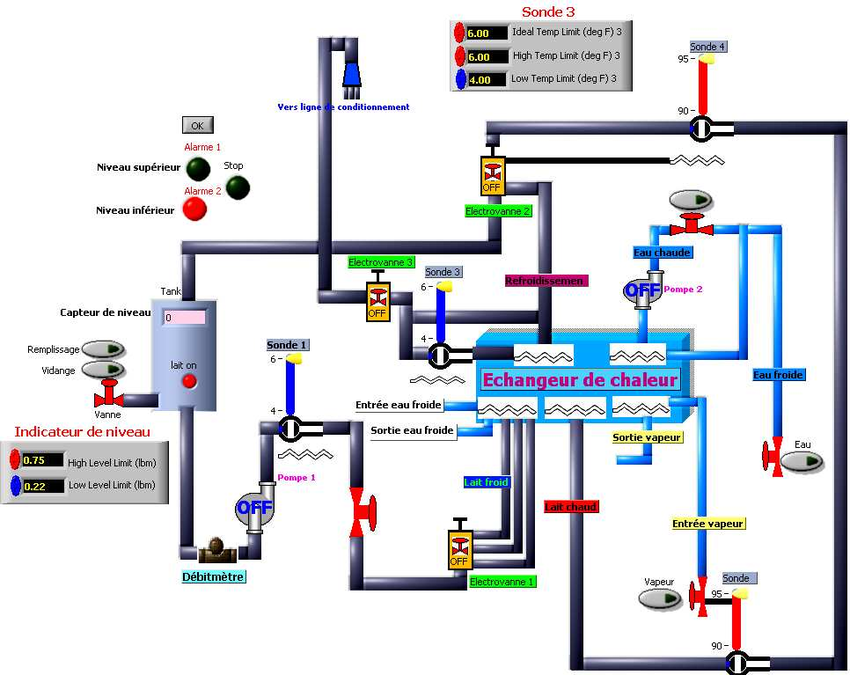 Sonde 3
6.00 Ideal Temp Limit (deg F) 3
6.00 High Temp Limit (deg F) 3
4.00 Low Temp Limit (deg F) 3
Sonde 4
95
90
Vers ligne de conditionnement
OK
Alarme 1
Niveau supérieur
Stop
Alarme 2
Niveau inférieur
OFF
Electrovanne 2
Eau chaude
Electrovanne 3
OFF
Sonde 3
6
4
Refroidissemen
OFF
Pompe 2
Tank
Capteur de niveau
0
Remplissage
Vidange
lait on
Vanne
Sonde 1
6
4
Echangeur de chaleur
Eau froide
Entrée eau froide
Sortie eau froide
Sortie vapeur
Eau
Indicateur de niveau
0.75 High Level Limit (lbm)
0.22 Low Level Limit (lbm)
Pompe 1
OFF
Lait froid
Lait chaud
Entrée vapeur
OFF
Débitmètre
Electrovanne 1
Vapeur
Sonde
95
90